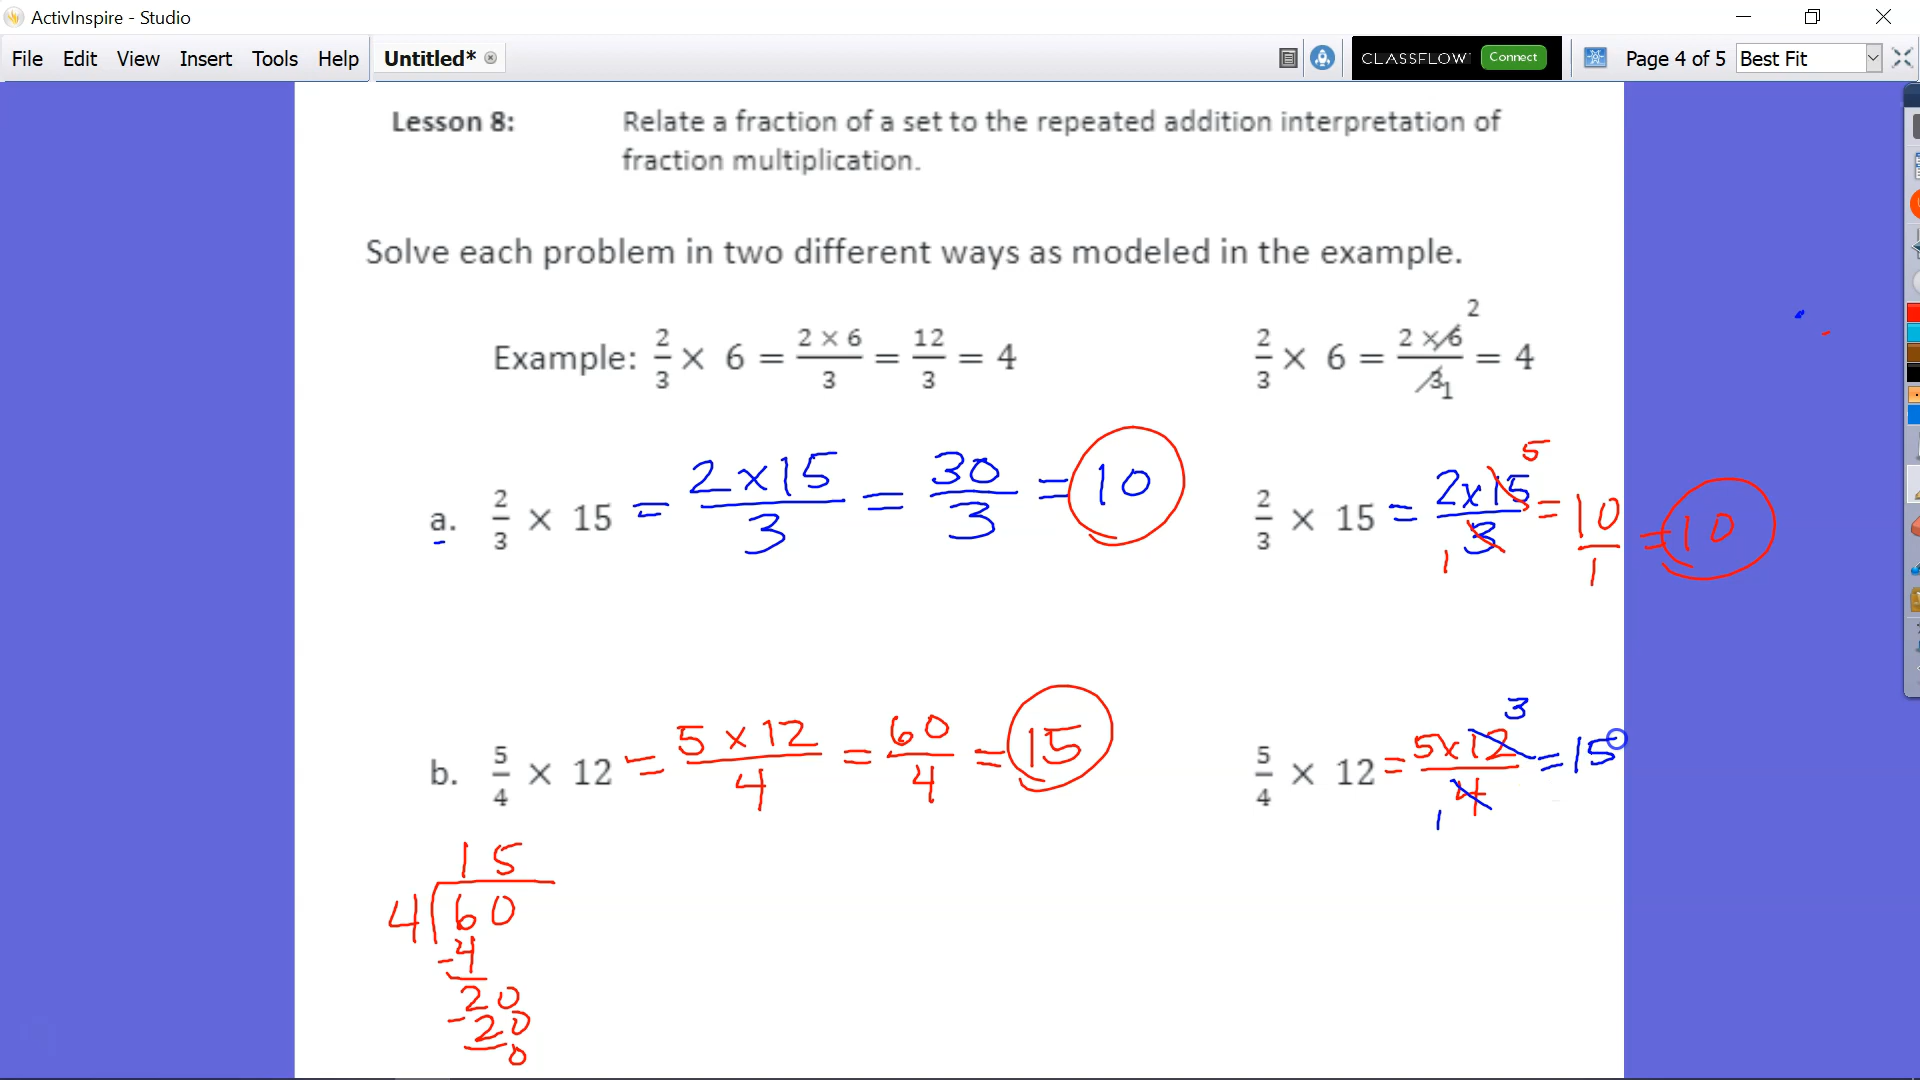 ActivInspire - Studio
File Edit View Insert Tools Help Untitled* CLASSFLOW Connect Page 4 of 5 Best Fit
Lesson 8: Relate a fraction of a set to the repeated addition interpretation of
fraction multiplication.
Solve each problem in two different ways as modeled in the example.
Example: 2/3 × 6 = 2 × 6/3 = 12/3 = 4
2/3 × 6 = 2 × 6 2/3 1 = 4
a. 2/3 × 15 = 2 x 15/3 = 30/3 = 10
2/3 × 15 = 2 x 15 5/3 1 = 10/1 = 10
b. 5/4 × 12 = 5 x 12/4 = 60/4 = 15
5/4 × 12 = 5 x 12 3/4 1 = 15
15
4 60
-4
20
-20
0